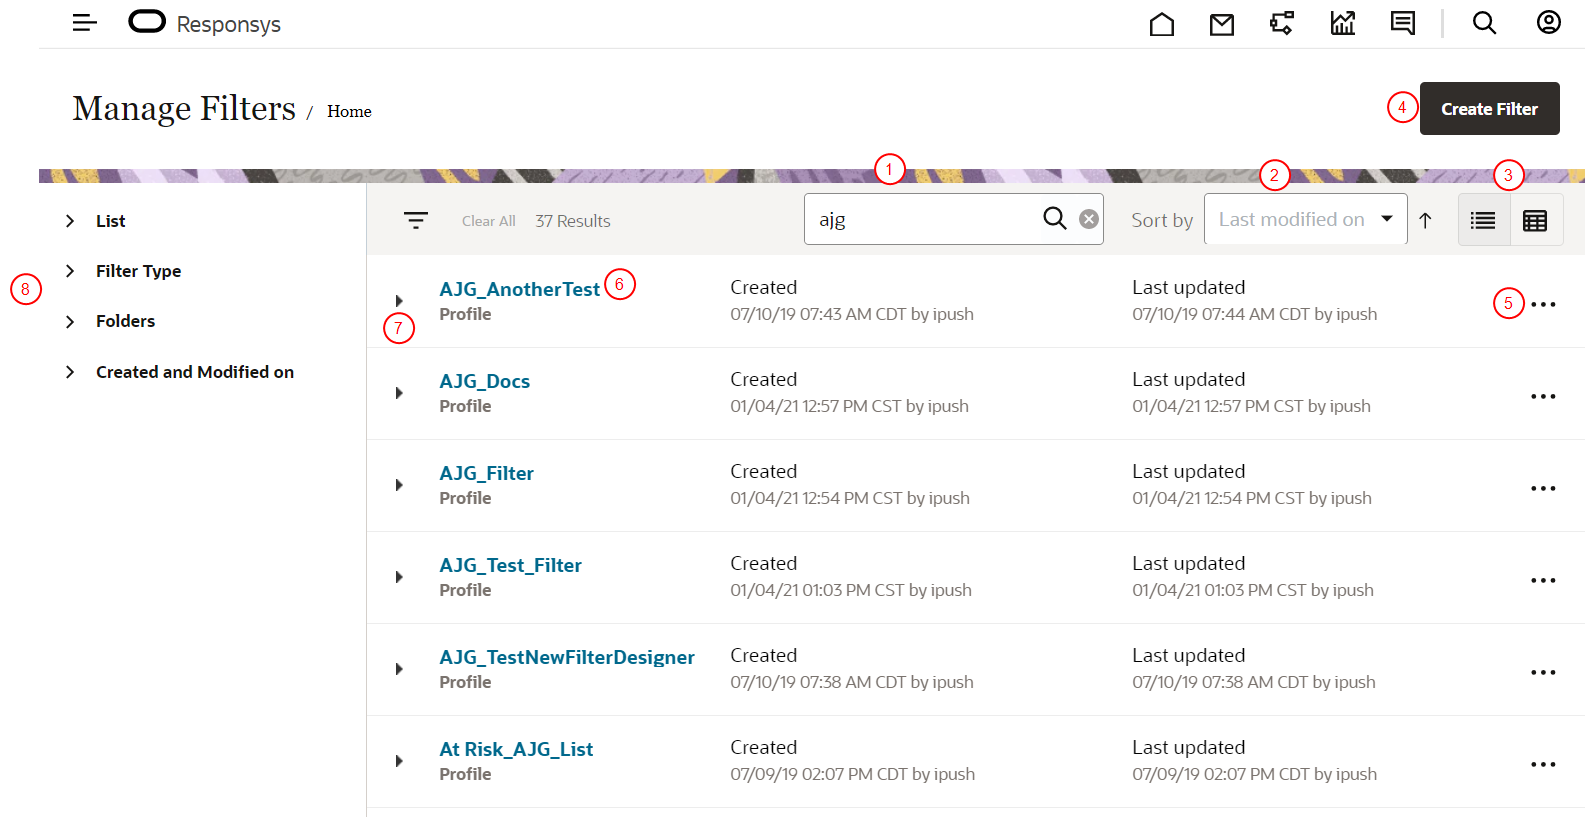 Responsys
Manage Filters / Home
4
Create Filter
1
2
3
List
Filter Type
8
Folders
Created and Modified on
Clear All 37 Results
ajg
Sort by Last modified on
AJG_AnotherTest 6
Profile
7
Created
07/10/19 07:43 AM CDT by ipush
Last updated
07/10/19 07:44 AM CDT by ipush
5
AJG_Docs
Profile
Created
01/04/21 12:57 PM CST by ipush
Last updated
01/04/21 12:57 PM CST by ipush
AJG_Filter
Profile
Created
01/04/21 12:54 PM CST by ipush
Last updated
01/04/21 12:54 PM CST by ipush
AJG_Test_Filter
Profile
Created
01/04/21 01:03 PM CST by ipush
Last updated
01/04/21 01:03 PM CST by ipush
AJG_TestNewFilterDesigner
Profile
Created
07/10/19 07:38 AM CDT by ipush
Last updated
07/10/19 07:38 AM CDT by ipush
At Risk_AJG_List
Profile
Created
07/09/19 02:07 PM CDT by ipush
Last updated
07/09/19 02:07 PM CDT by ipush